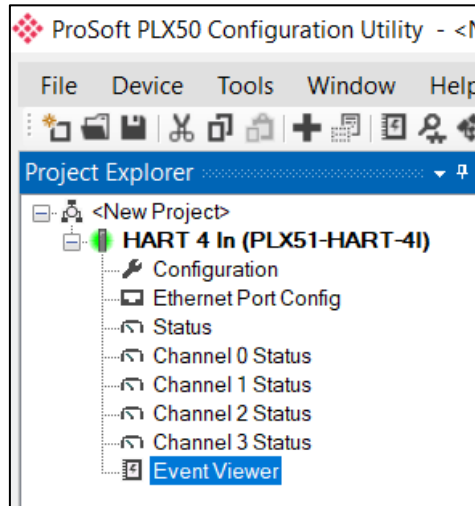 ProSoft PLX50 Configuration Utility - <
File Device Tools Window Help
Project Explorer
<New Project>
HART 4 In (PLX51-HART-4I)
Configuration
Ethernet Port Config
Status
Channel 0 Status
Channel 1 Status
Channel 2 Status
Channel 3 Status
Event Viewer